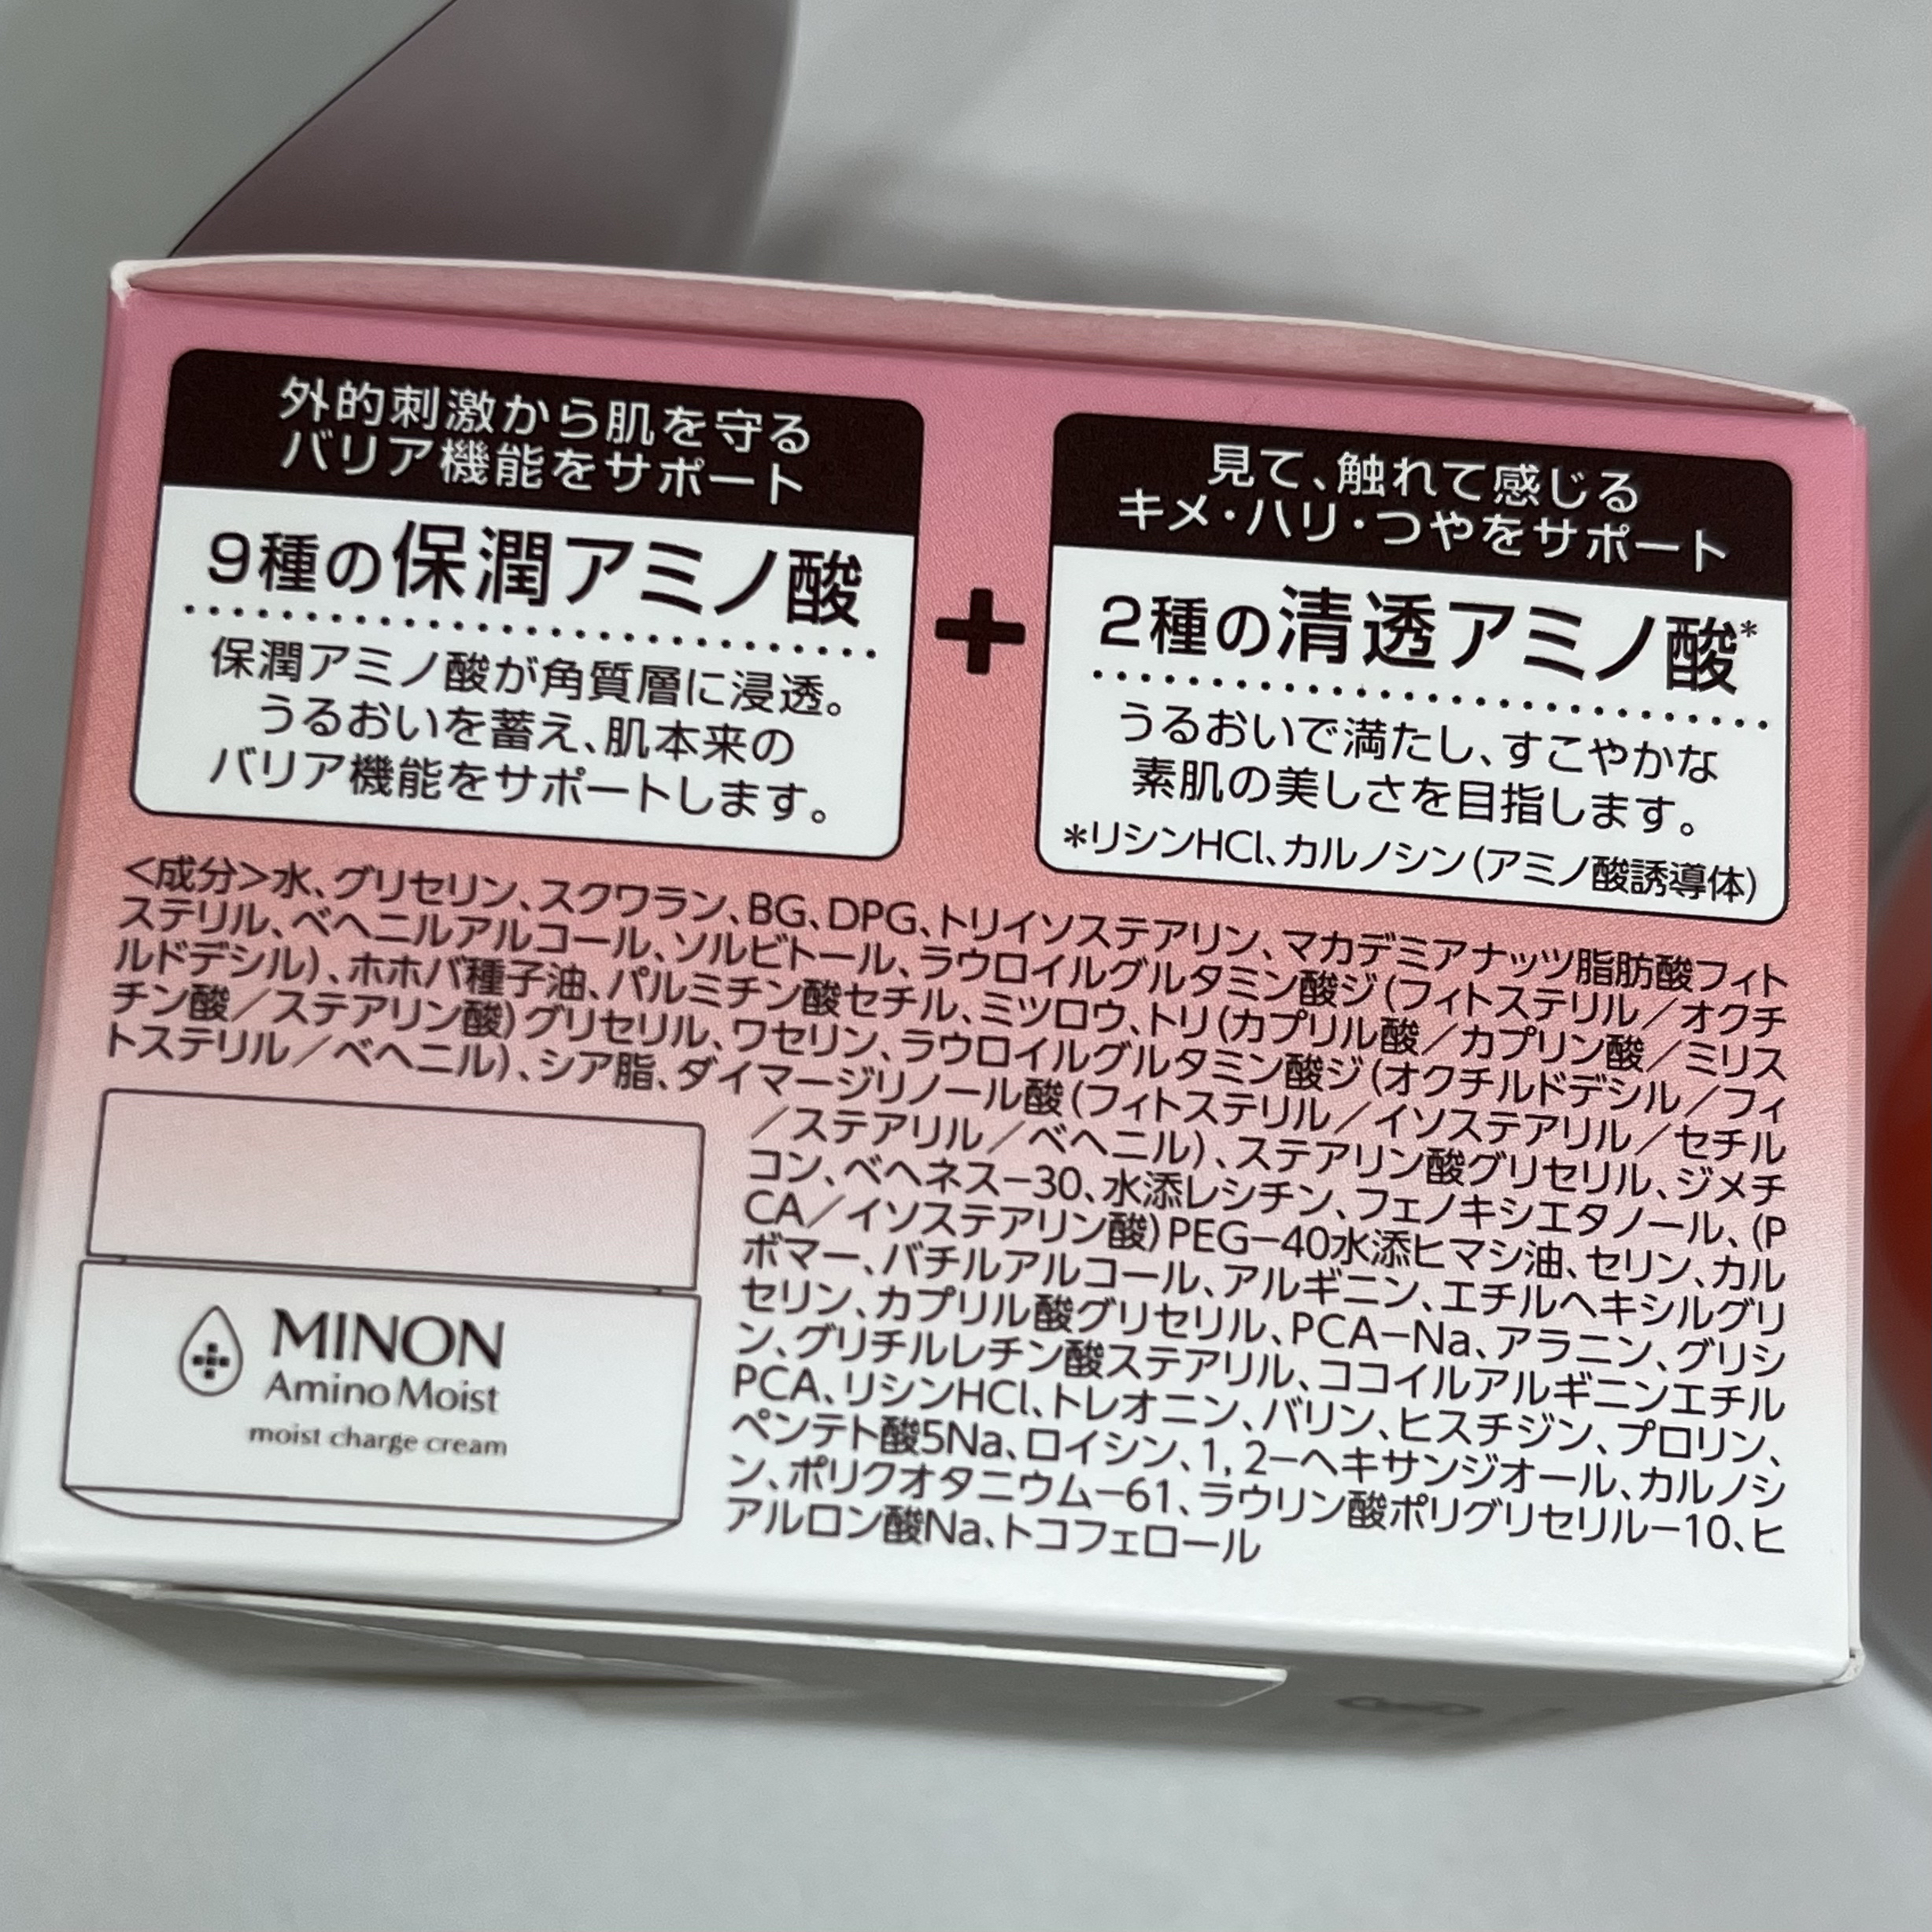 外的刺激から肌を守る
バリア機能をサポート
9種の保潤アミノ酸
保潤アミノ酸が角質層に浸透。
うるおいを蓄え、肌本来の
バリア機能をサポートします。
+
見て、触れて感じる
キメ・ハリ・つやをサポート
2種の清透アミノ酸*
うるおいで満たし、すこやかな
素肌の美しさを目指します。
*リシンHCl、カルノシン(アミノ酸誘導体)
<成分>水、グリセリン、スクワラン、BG、DPG、トリイソステアリン、マカデミアナッツ脂肪酸フィト
ステリル、ベヘニルアルコール、ソルビトール、ラウロイルグルタミン酸ジ(フィトステリル/オクチ
ルドデシル)、ホホバ種子油、パルミチン酸セチル、ミツロウ、トリ(カプリル酸/カプリン酸/ミリス
チン酸/ステアリン酸)グリセリル、ワセリン、ラウロイルグルタミン酸ジ(オクチルドデシル/フィ
トステリル/ベヘニル)、シア脂、ダイマージリノール酸(フィトステリル/イソステアリル/セチル
/ステアリル/ベヘニル)、ステアリン酸グリセリル、ジメチ
コン、ベヘネス-30、水添レシチン、フェノキシエタノール、(P
CA/イソステアリン酸)PEG-40水添ヒマシ油、セリン、カル
ボマー、バチルアルコール、アルギニン、エチルヘキシルグリ
セリン、カプリル酸グリセリル、PCA-Na、アラニン、グリシ
ン、グリチルレチン酸ステアリル、ココイルアルギニンエチル
PCA、リシンHCl、トレオニン、バリン、ヒスチジン、プロリン、
ペンテト酸5Na、ロイシン、1,2-ヘキサンジオール、カルノシ
ン、ポリクオタニウム-61、ラウリン酸ポリグリセリル-10、ヒ
アルロン酸Na、トコフェロール
MINON
Amino Moist
moist charge cream